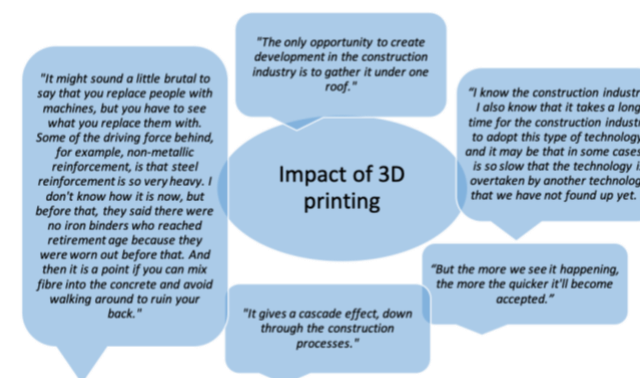 "The only opportunity to create
development in the construction
industry is to gather it under one
roof."
"It might sound a little brutal to
say that you replace people with
machines, but you have to see
what you replace them with.
Some of the driving force behind,
for example, non-metallic
reinforcement, is that steel
reinforcement is so very heavy. I
don't know how it is now, but
before that, they said there were
no iron binders who reached
retirement age because they
were worn out before that. And
then it is a point if you can mix
fibre into the concrete and avoid
walking around to ruin your
back."
Impact of 3D
printing
"I know the construction industr
I also know that it takes a long
time for the construction indust
to adopt this type of technology
and it may be that in some cases
is so slow that the technology i
overtaken by another technolog
that we have not found up yet.
"But the more we see it happening,
the more the quicker it'll become
accepted."
"It gives a cascade effect, down
through the construction
processes."